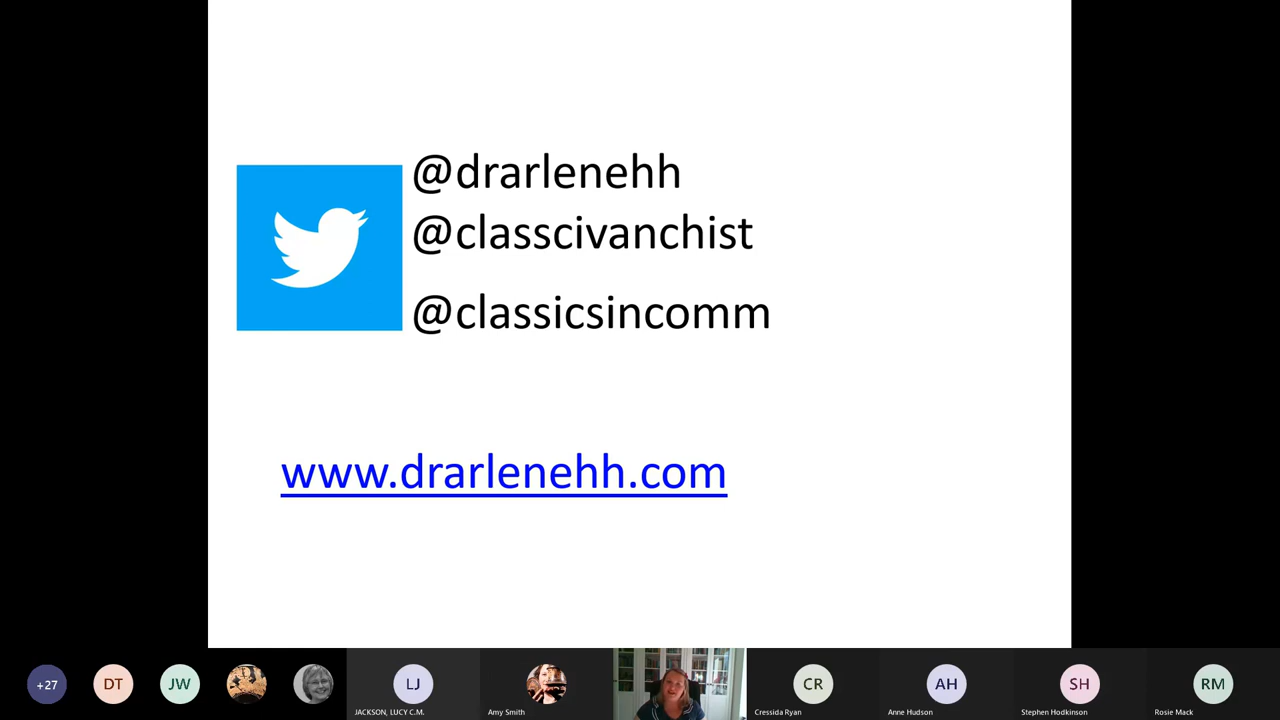 @drarlenehh
@classcivanchist
@classicsincomm
www.drarlenehh.com
+27
DT
JW
LJ
CR
AH
SH
RM
JACKSON, LUCY C.M.
Amy Smith
Cressida Ryan
Anne Hudson
Stephen Hodkinson
Rosie Mack